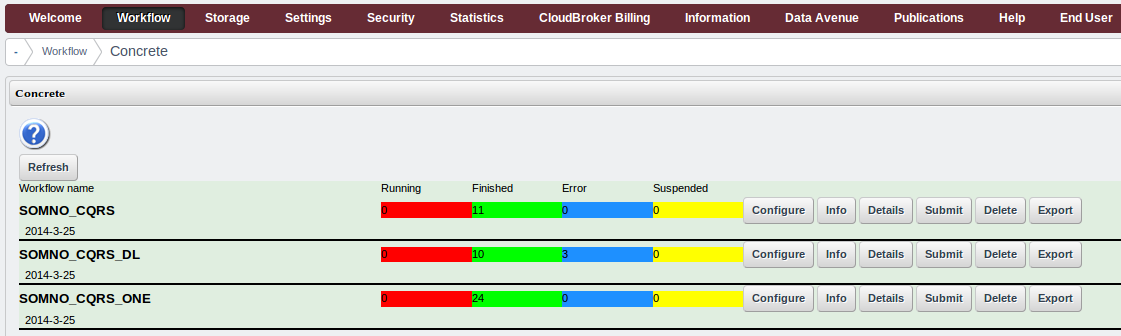 Welcome Workflow Storage Settings Security Statistics CloudBroker Billing Information Data Avenue Publications Help End User
- Workflow Concrete
Concrete
?
Refresh
Workflow name Running Finished Error Suspended
SOMNO_CQRS 0 11 0 0 Configure Info Details Submit Delete Export
2014-3-25
SOMNO_CQRS_DL 0 10 3 0 Configure Info Details Submit Delete Export
2014-3-25
SOMNO_CQRS_ONE 0 24 0 0 Configure Info Details Submit Delete Export
2014-3-25